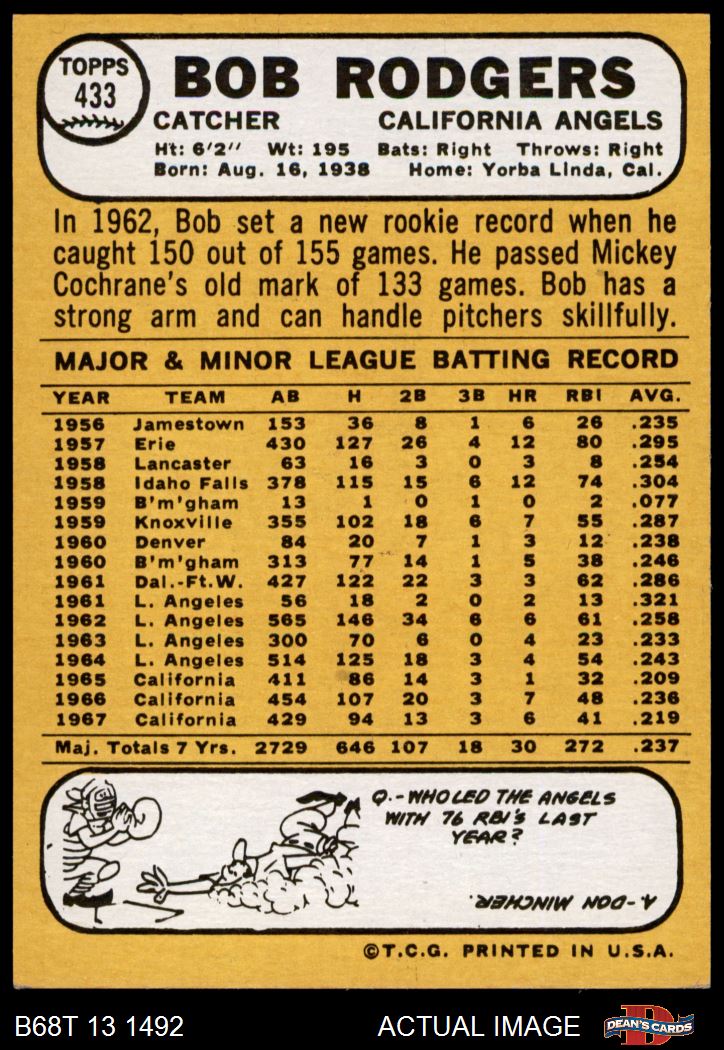 TOPPS
433
BOB RODGERS
CATCHER CALIFORNIA ANGELS
Ht: 6'2" Wt: 195 Bats: Right Throws: Right
Born: Aug. 16, 1938 Home: Yorba Linda, Cal.
In 1962, Bob set a new rookie record when he
caught 150 out of 155 games. He passed Mickey
Cochrane's old mark of 133 games. Bob has a
strong arm and can handle pitchers skillfully.
MAJOR & MINOR LEAGUE BATTING RECORD
YEAR TEAM AB H 2B 3B HR RBI AVG.
1956 Jamestown 153 36 8 1 6 26 .235
1957 Erie 430 127 26 4 12 80 .295
1958 Lancaster 63 16 3 0 3 8 .254
1958 Idaho Falls 378 115 15 6 12 74 .304
1959 B'm'gham 13 1 0 1 0 2 .077
1959 Knoxville 355 102 18 6 7 55 .287
1960 Denver 84 20 7 1 3 12 .238
1960 B'm'gham 313 77 14 1 5 38 .246
1961 Dal.-Ft.W. 427 122 22 3 3 62 .286
1961 L. Angeles 56 18 2 0 2 13 .321
1962 L. Angeles 565 146 34 6 6 61 .258
1963 L. Angeles 300 70 6 0 4 23 .233
1964 L. Angeles 514 125 18 3 4 54 .243
1965 California 411 86 14 3 1 32 .209
1966 California 454 107 20 3 7 48 .236
1967 California 429 94 13 3 6 41 .219
Maj. Totals 7 Yrs. 2729 646 107 18 30 272 .237
Q.-WHO LED THE ANGELS
WITH 76 RBI'S LAST
YEAR?
A-DON MINCHER.
©T.C.G. PRINTED IN U.S.A.
B68T 13 1492 ACTUAL IMAGE D DEAN'S CARDS